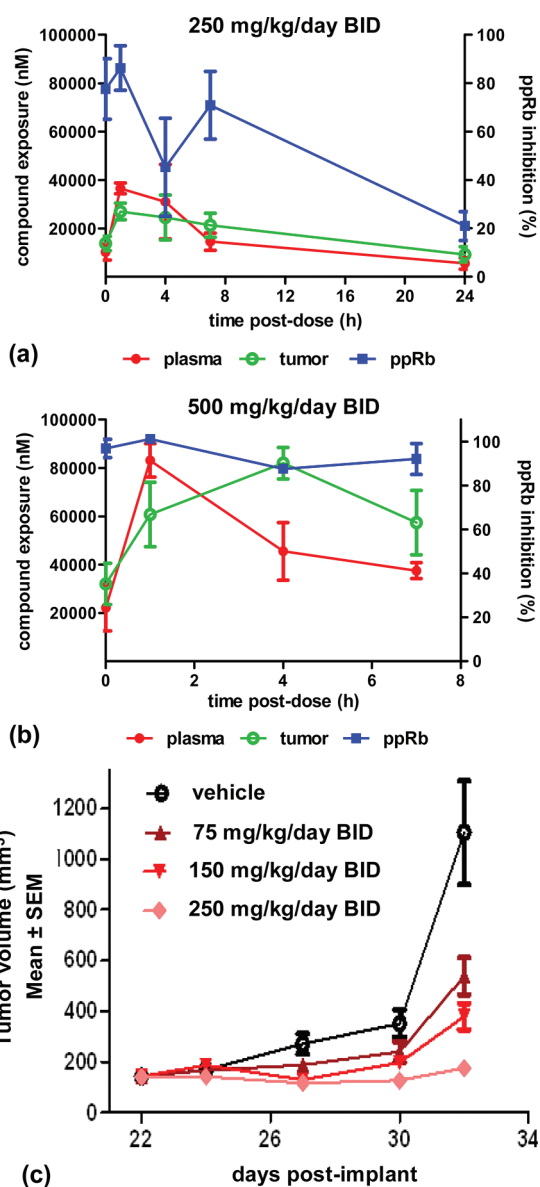 250 mg/kg/day BID
compound exposure (nM)
100000
80000
60000
40000
20000
100
80
60
40
20
0
ppRb inhibition (%)
0 4 8 12 16 20 24
time post-dose (h)
(a)
plasma tumor ppRb
500 mg/kg/day BID
compound exposure (nM)
100000
80000
60000
40000
20000
100
80
60
40
20
0
ppRb inhibition (%)
0 2 4 6 8
time post-dose (h)
(b)
plasma tumor ppRb
Tumor volume (mm³)
Mean ± SEM
1200
1000
800
600
400
200
0
vehicle
75 mg/kg/day BID
150 mg/kg/day BID
250 mg/kg/day BID
22 26 30 34
days post-implant
(c)